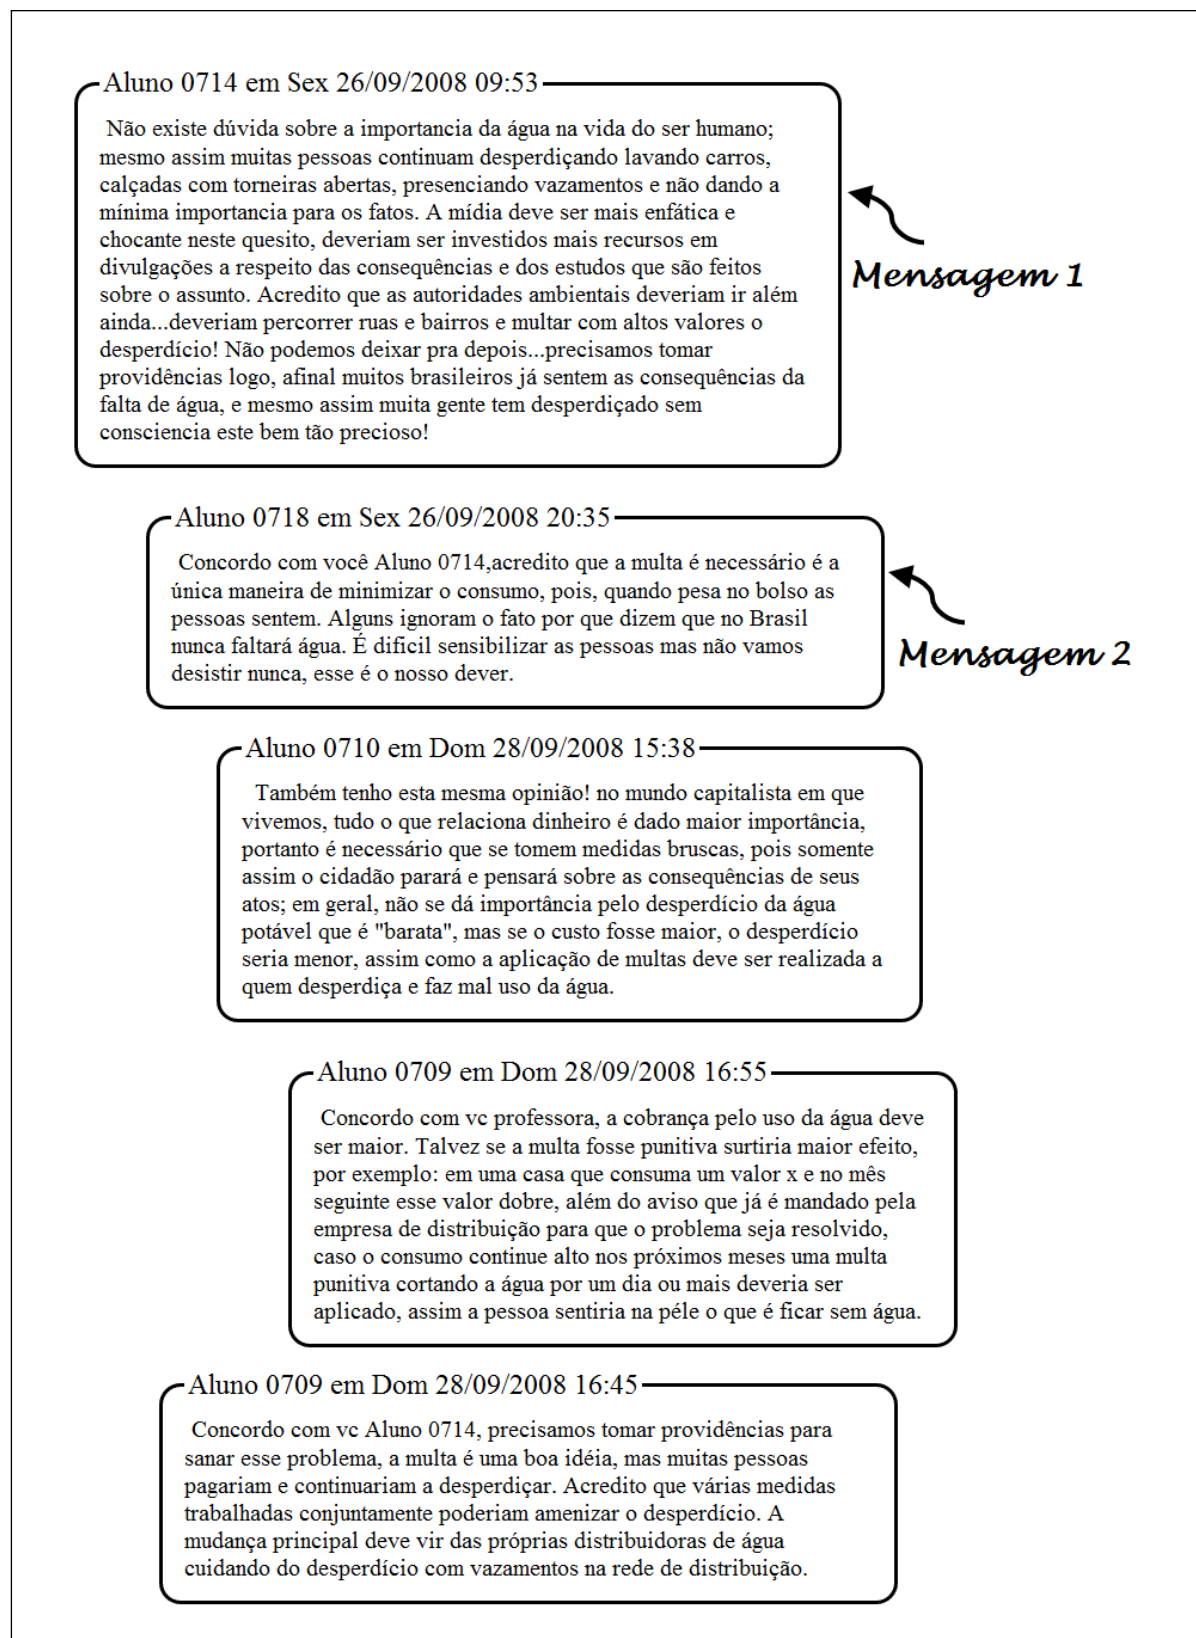 Aluno 0714 em Sex 26/09/2008 09:53
Não existe dúvida sobre a importancia da água na vida do ser humano;
mesmo assim muitas pessoas continuam desperdiçando lavando carros,
calçadas com torneiras abertas, presenciando vazamentos e não dando a
mínima importancia para os fatos. A mídia deve ser mais enfática e
chocante neste quesito, deveriam ser investidos mais recursos em
divulgações a respeito das consequências e dos estudos que são feitos
sobre o assunto. Acredito que as autoridades ambientais deveriam ir além
ainda...deveriam percorrer ruas e bairros e multar com altos valores o
desperdício! Não podemos deixar pra depois...precisamos tomar
providências logo, afinal muitos brasileiros já sentem as consequências da
falta de água, e mesmo assim muita gente tem desperdiçado sem
consciencia este bem tão precioso!
Mensagem 1
Aluno 0718 em Sex 26/09/2008 20:35
Concordo com você Aluno 0714,acredito que a multa é necessário é a
única maneira de minimizar o consumo, pois, quando pesa no bolso as
pessoas sentem. Alguns ignoram o fato por que dizem que no Brasil
nunca faltará água. É dificil sensibilizar as pessoas mas não vamos
desistir nunca, esse é o nosso dever.
Mensagem 2
Aluno 0710 em Dom 28/09/2008 15:38
Também tenho esta mesma opinião! no mundo capitalista em que
vivemos, tudo o que relaciona dinheiro é dado maior importância,
portanto é necessário que se tomem medidas bruscas, pois somente
assim o cidadão parará e pensará sobre as consequências de seus
atos; em geral, não se dá importância pelo desperdício da água
potável que é "barata", mas se o custo fosse maior, o desperdício
seria menor, assim como a aplicação de multas deve ser realizada a
quem desperdiça e faz mal uso da água.
Aluno 0709 em Dom 28/09/2008 16:55
Concordo com vc professora, a cobrança pelo uso da água deve
ser maior. Talvez se a multa fosse punitiva surtiria maior efeito,
por exemplo: em uma casa que consuma um valor x e no mês
seguinte esse valor dobre, além do aviso que já é mandado pela
empresa de distribuição para que o problema seja resolvido,
caso o consumo continue alto nos próximos meses uma multa
punitiva cortando a água por um dia ou mais deveria ser
aplicado, assim a pessoa sentiria na péle o que é ficar sem água.
Aluno 0709 em Dom 28/09/2008 16:45
Concordo com vc Aluno 0714, precisamos tomar providências para
sanar esse problema, a multa é uma boa idéia, mas muitas pessoas
pagariam e continuariam a desperdiçar. Acredito que várias medidas
trabalhadas conjuntamente poderiam amenizar o desperdício. A
mudança principal deve vir das próprias distribuidoras de água
cuidando do desperdício com vazamentos na rede de distribuição.